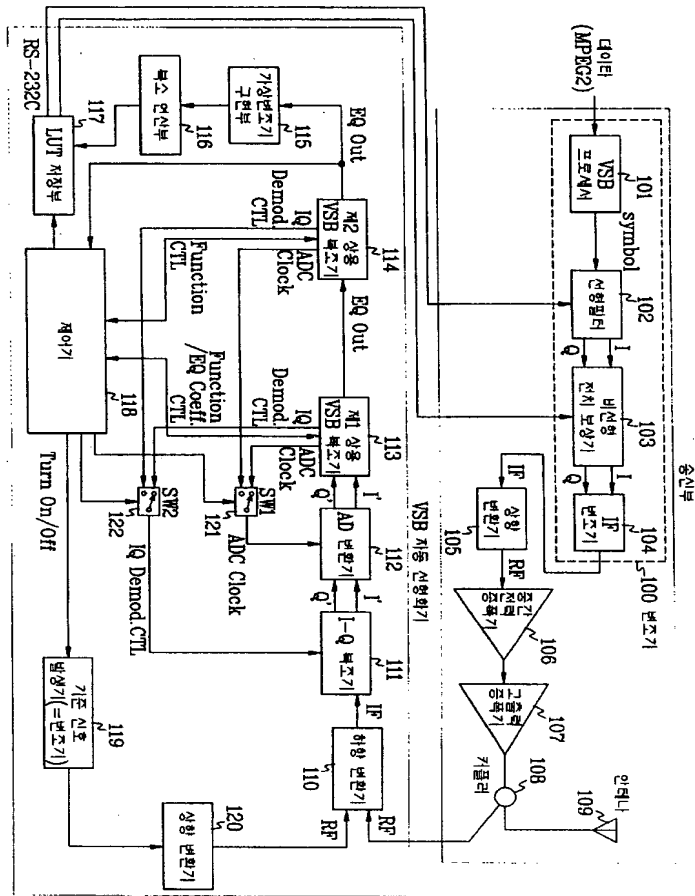 송신부
데이타
(MPEG2)
101
VSB
프로세서
symbol
102
선형필터
I
Q
103
비선형
전치 보상기
I
Q
104
IF
변조기
100 변조기
IF
105
상향
변환기
RF
106
중간
전력
증폭기
107
고출력
증폭기
108
커플러
109
안테나
VSB 자동 선형화기
RF
RF
110
하향 변환기
IF
111
I-Q 복조기
I'
Q'
112
AD 변환기
I'
Q'
113
제1 상용
VSB 복조기
IQ
Demod.
CTL
ADC
Clock
EQ Out
114
제2 상용
VSB 복조기
IQ
Demod.
CTL
ADC
Clock
EQ Out
EQ Out
115
가상변조기
구현부
116
복소 연산부
117
LUT 저장부
RS-232C
Function
CTL
Function
/EQ Coeff.
CTL
SW1
121
ADC Clock
SW2
122
IQ Demod.CTL
제어기
118
Turn On/Off
119
기준 신호
발생기(=변조기)
120
상향 변환기